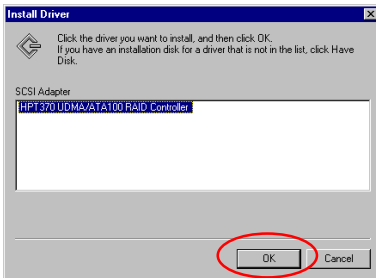 Install Driver
Click the driver you want to install, and then click OK.
If you have an installation disk for a driver that is not in the list, click Have
Disk.
SCSI Adapter
HPT370 UDMA/ATA100 RAID Controller
OK
Cancel